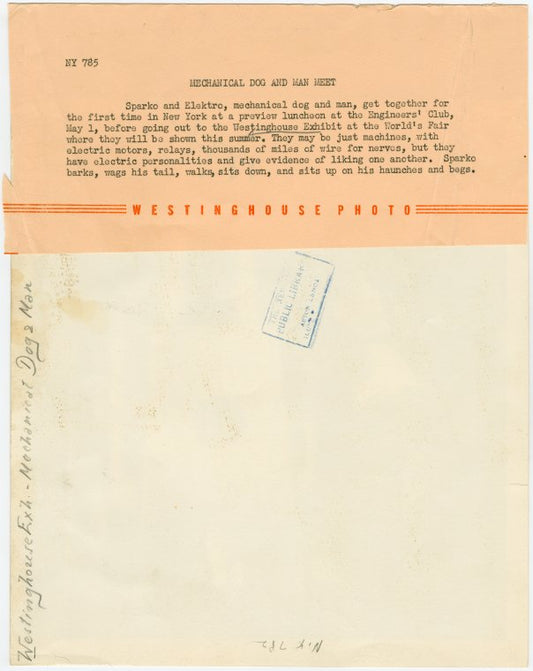 NY 785
MECHANICAL DOG AND MAN MEET
Sparko and Elektro, mechanical dog and man, get together for
the first time in New York at a preview luncheon at the Engineers' Club,
May 1, before going out to the Westinghouse Exhibit at the World's Fair
where they will be shown this summer. They may be just machines, with
electric motors, relays, thousands of miles of wire for nerves, but they
have electric personalities and give evidence of liking one another. Sparko
barks, wags his tail, walks, sits down, and sits up on his haunches and begs.
WESTINGHOUSE PHOTO
PUBLIC LIBRARY
Westinghouse Exh. - Mechanical Dog & Man
N.Y. 785